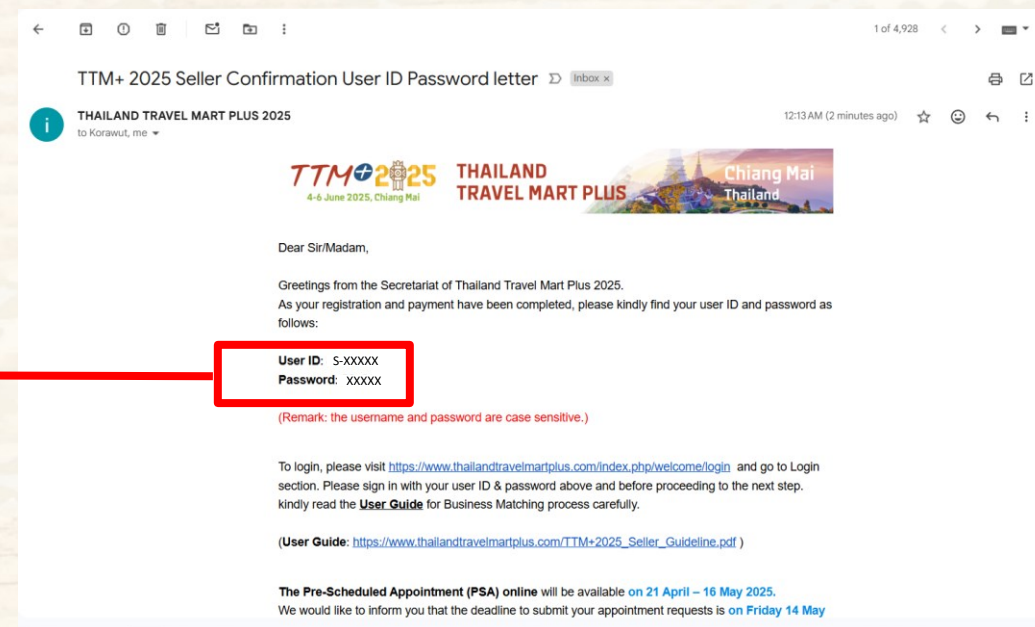 1 of 4,928
TTM+ 2025 Seller Confirmation User ID Password letter Inbox ×
THAILAND TRAVEL MART PLUS 2025
12:13 AM (2 minutes ago)
to Korawut, me
i
TTM+2025
4-6 June 2025, Chiang Mai
THAILAND
TRAVEL MART PLUS
Chiang Mai
Thailand
Dear Sir/Madam,
Greetings from the Secretariat of Thailand Travel Mart Plus 2025.
As your registration and payment have been completed, please kindly find your user ID and password as
follows:
User ID: S-XXXXX
Password: XXXXX
(Remark: the username and password are case sensitive.)
To login, please visit https://www.thailandtravelmartplus.com/index.php/welcome/login and go to Login
section. Please sign in with your user ID & password above and before proceeding to the next step.
kindly read the User Guide for Business Matching process carefully.
(User Guide: https://www.thailandtravelmartplus.com/TTM+2025_Seller_Guideline.pdf )
The Pre-Scheduled Appointment (PSA) online will be available on 21 April – 16 May 2025.
We would like to inform you that the deadline to submit your appointment requests is on Friday 14 May